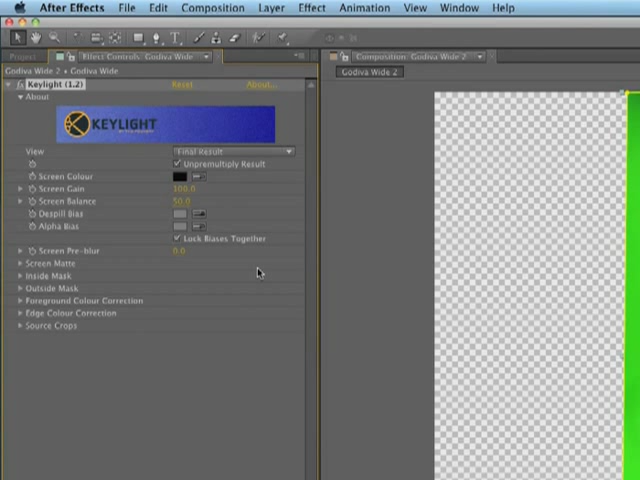 After Effects File Edit Composition Layer Effect Animation View Window Help
Project Effect Controls: Godiva Wide Composition: Godiva Wide 2
Godiva Wide 2 • Godiva Wide Godiva Wide 2
fx Keylight (1.2) Reset About...
About
KEYLIGHT
View Final Result
Unpremultiply Result
Screen Colour
Screen Gain 100.0
Screen Balance 50.0
Despill Bias
Alpha Bias
Lock Biases Together
Screen Pre-blur 0.0
Screen Matte
Inside Mask
Outside Mask
Foreground Colour Correction
Edge Colour Correction
Source Crops